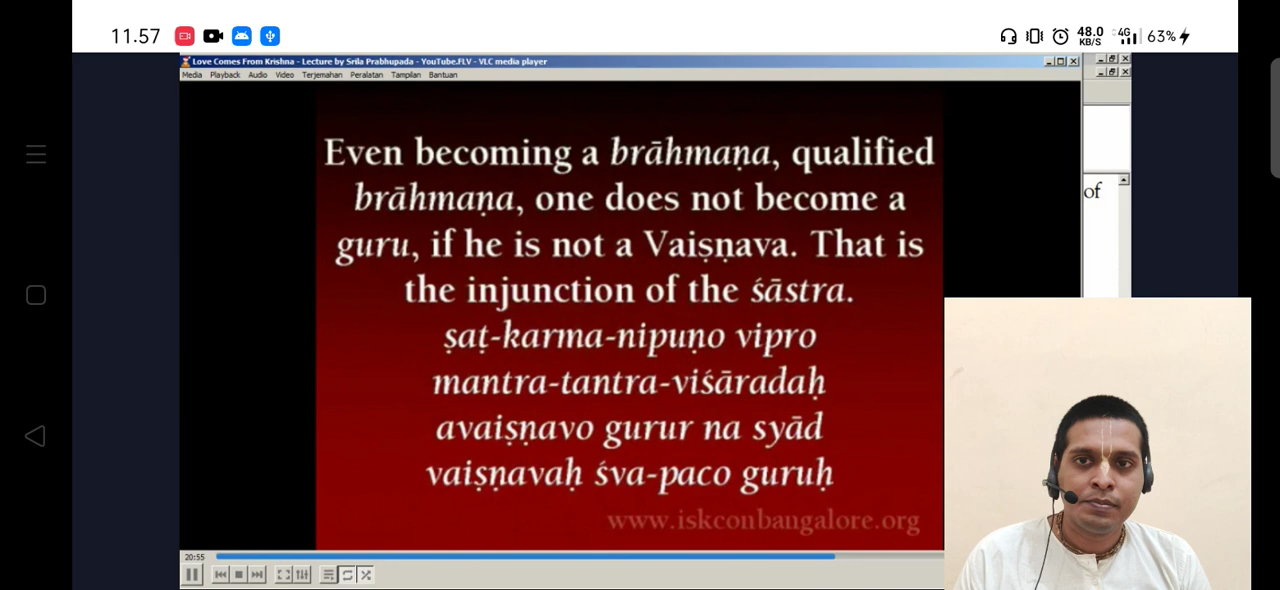 11.57
48.0
KB/S
4G
63%
Love Comes From Krishna - Lecture by Srila Prabhupada - YouTube.FLV - VLC media player
Media Playback Audio Video Terjemahan Peralatan Tampilan Bantuan
Even becoming a brāhmaṇa, qualified
brāhmaṇa, one does not become a
guru, if he is not a Vaiṣṇava. That is
the injunction of the śāstra.
ṣaṭ-karma-nipuṇo vipro
mantra-tantra-viśāradaḥ
avaiṣṇavo gurur na syād
vaiṣṇavaḥ śva-paco guruḥ
www.iskconbangalore.org
of
20:55